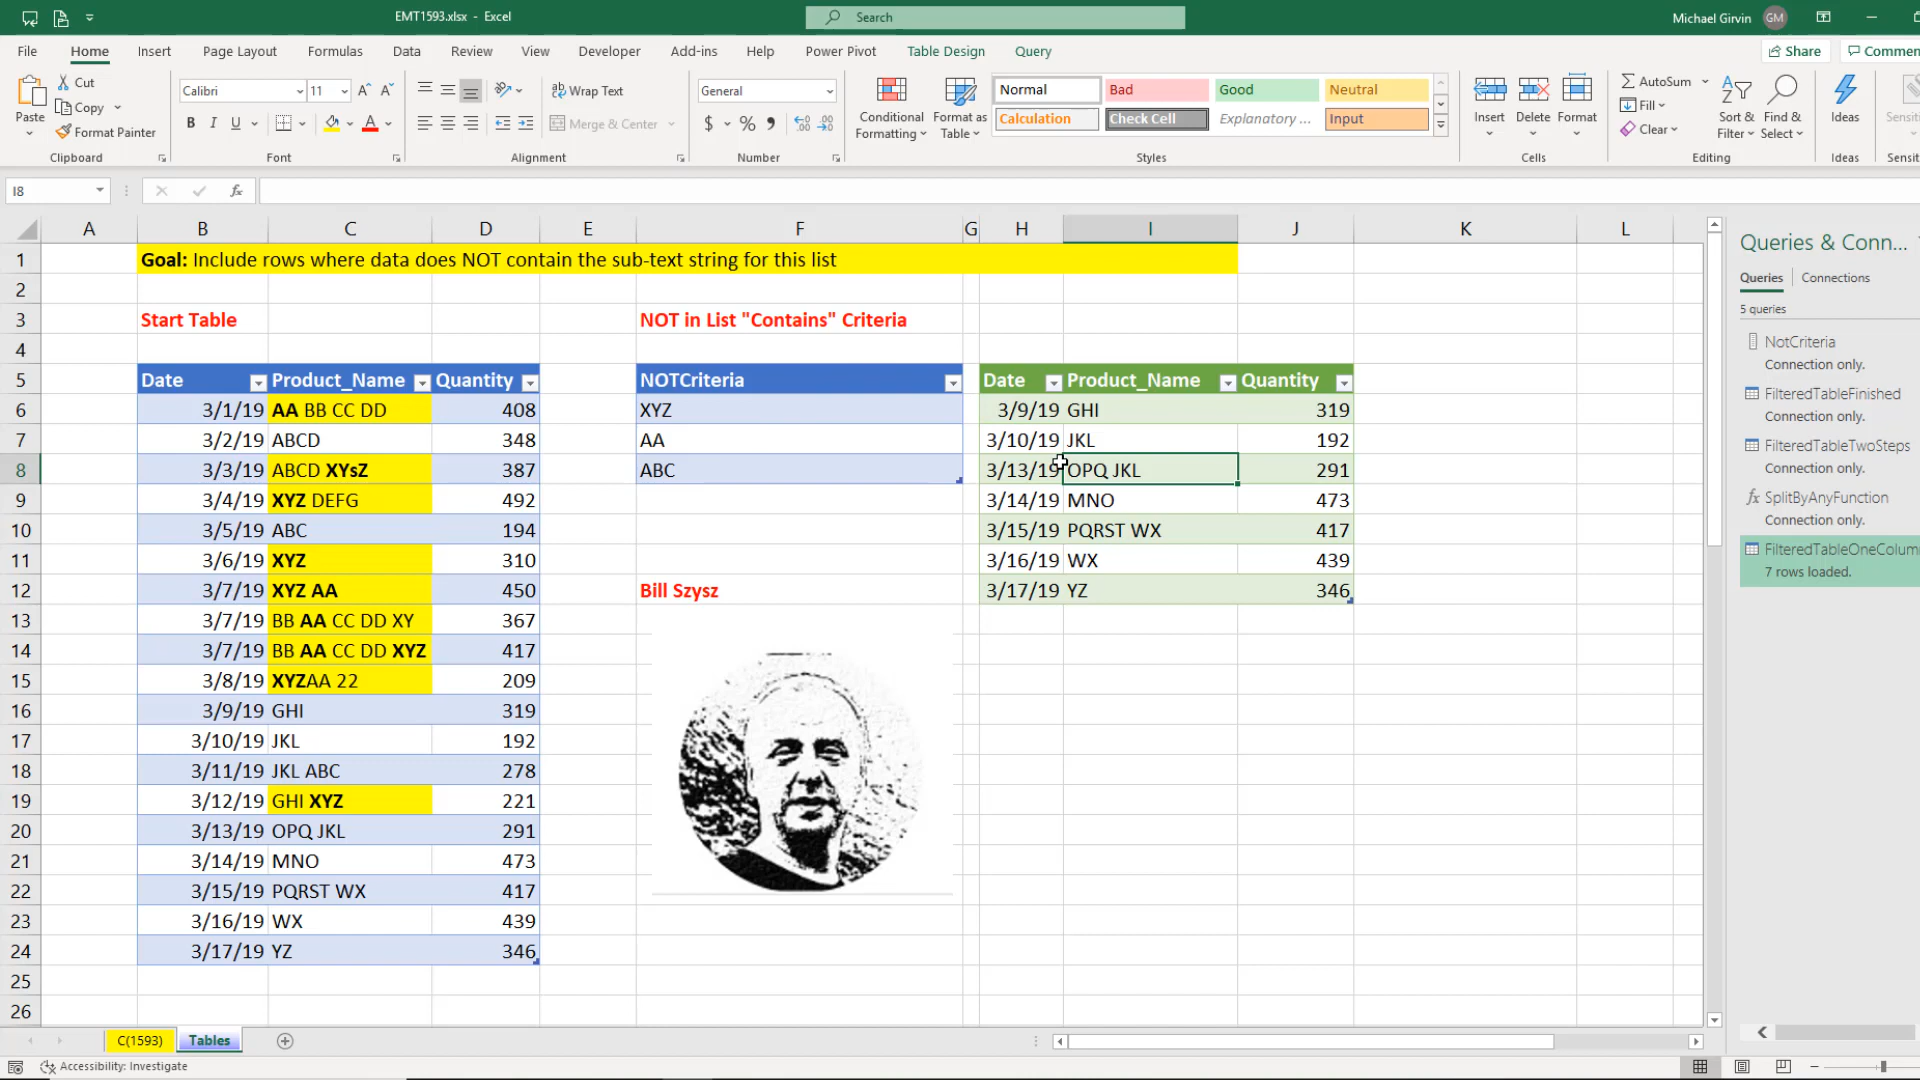 EMT1593.xlsx - Excel
Search
Michael Girvin GM
File Home Insert Page Layout Formulas Data Review View Developer Add-ins Help Power Pivot Table Design Query Share
Cut
Copy
Format Painter
Paste
Calibri 11
B I U
Wrap Text
Merge & Center
General
$ % ,
Conditional Formatting
Format as Table
Normal Bad Good Neutral
Calculation Check Cell Explanatory ... Input
Insert Delete Format
AutoSum
Fill
Clear
Sort & Filter
Find & Select
Ideas
Clipboard Font Alignment Number Styles Cells Editing Ideas
I8 fx
A B C D E F G H I J K L
1 Goal: Include rows where data does NOT contain the sub-text string for this list
2
3 Start Table NOT in List "Contains" Criteria
4
5 Date Product_Name Quantity NOTCriteria Date Product_Name Quantity
6 3/1/19 AA BB CC DD 408 XYZ 3/9/19 GHI 319
7 3/2/19 ABCD 348 AA 3/10/19 JKL 192
8 3/3/19 ABCD XYsZ 387 ABC 3/13/19 OPQ JKL 291
9 3/4/19 XYZ DEFG 492 3/14/19 MNO 473
10 3/5/19 ABC 194 3/15/19 PQRST WX 417
11 3/6/19 XYZ 310 3/16/19 WX 439
12 3/7/19 XYZ AA 450 Bill Szysz 3/17/19 YZ 346
13 3/7/19 BB AA CC DD XY 367
14 3/7/19 BB AA CC DD XYZ 417
15 3/8/19 XYZAA 22 209
16 3/9/19 GHI 319
17 3/10/19 JKL 192
18 3/11/19 JKL ABC 278
19 3/12/19 GHI XYZ 221
20 3/13/19 OPQ JKL 291
21 3/14/19 MNO 473
22 3/15/19 PQRST WX 417
23 3/16/19 WX 439
24 3/17/19 YZ 346
25
26
Queries & Conn...
Queries Connections
5 queries
NotCriteria
Connection only.
FilteredTableFinished
Connection only.
FilteredTableTwoSteps
Connection only.
fx SplitByAnyFunction
Connection only.
7 rows loaded.
C(1593) Tables
Accessibility: Investigate